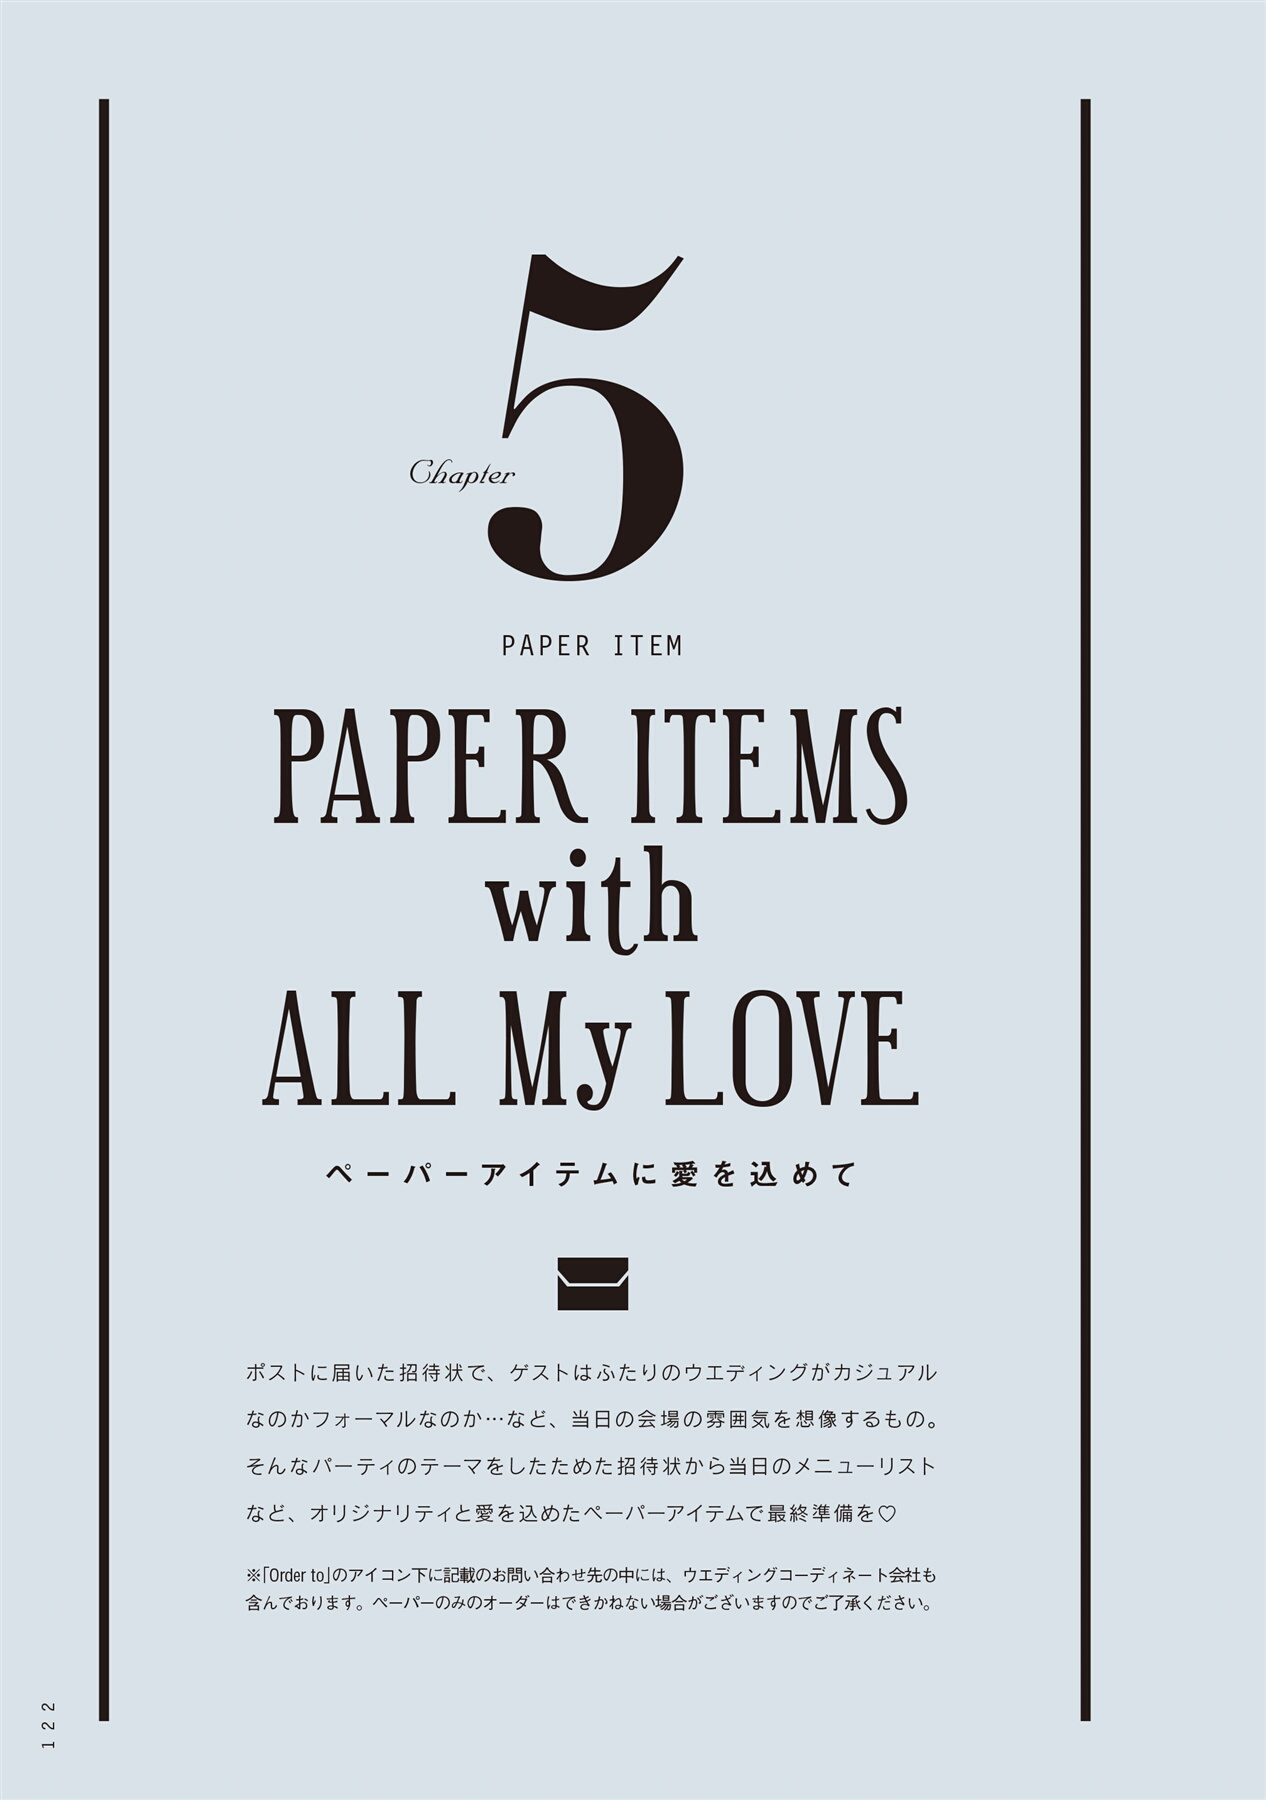 Chapter
5
PAPER ITEM
PAPER ITEMS
with
ALL My LOVE
ペーパーアイテムに愛を込めて
ポストに届いた招待状で、ゲストはふたりのウエディングがカジュアル
なのかフォーマルなのか…など、当日の会場の雰囲気を想像するもの。
そんなパーティのテーマをしたためた招待状から当日のメニューリスト
など、オリジナリティと愛を込めたペーパーアイテムで最終準備を♡
※「Order to」のアイコン下に記載のお問い合わせ先の中には、ウエディングコーディネート会社も
含んでおります。ペーパーのみのオーダーはできかねない場合がございますのでご了承ください。
122